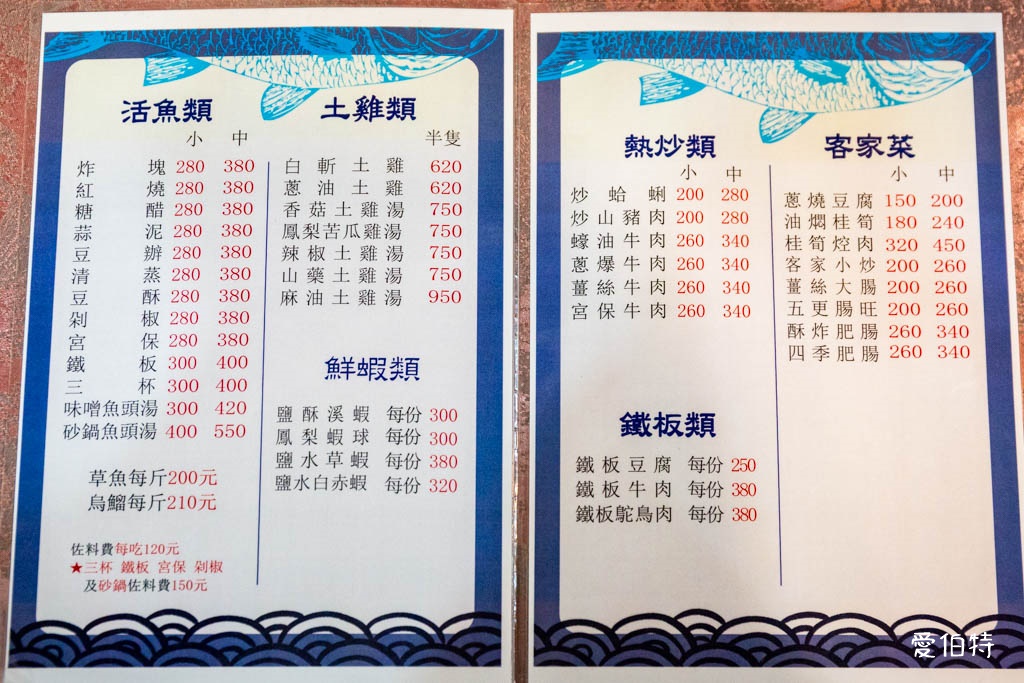 活魚類
小 中
炸塊 280 380
紅燒 280 380
糖醋 280 380
蒜泥 280 380
豆瓣 280 380
清蒸 280 380
豆酥 280 380
剁椒 280 380
宮保 280 380
鐵板 300 400
三杯 300 400
味噌魚頭湯 300 420
砂鍋魚頭湯 400 550
草魚每斤200元
烏鰡每斤210元
佐料費每吃120元
★三杯 鐵板 宮保 剁椒
及砂鍋佐料費150元
土雞類
半隻
白斬土雞 620
蔥油土雞 620
香菇土雞湯 750
鳳梨苦瓜雞湯 750
辣椒土雞湯 750
山藥土雞湯 750
麻油土雞湯 950
鮮蝦類
鹽酥溪蝦 每份 300
鳳梨蝦球 每份 300
鹽水草蝦 每份 380
鹽水白赤蝦 每份 320
熱炒類
小 中
炒蛤蜊 200 280
炒山豬肉 200 280
蠔油牛肉 260 340
蔥爆牛肉 260 340
薑絲牛肉 260 340
宮保牛肉 260 340
鐵板類
鐵板豆腐 每份 250
鐵板牛肉 每份 380
鐵板鴕鳥肉 每份 380
客家菜
小 中
蔥燒豆腐 150 200
油燜桂筍 180 240
桂筍焢肉 320 450
客家小炒 200 260
薑絲大腸 200 260
五更腸旺 200 260
酥炸肥腸 260 340
四季肥腸 260 340
愛伯特